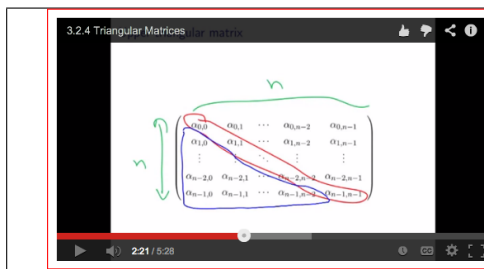 3.2.4 Triangular Matrices
n
n
α0,0 α0,1 ⋯ α0,n−2 α0,n−1
α1,0 α1,1 ⋯ α1,n−2 α1,n−1
⋮ ⋮ ⋱ ⋮ ⋮
αn−2,0 αn−2,1 ⋯ αn−2,n−2 αn−2,n−1
αn−1,0 αn−1,1 ⋯ αn−1,n−2 αn−1,n−1
2:21 / 5:28
CC